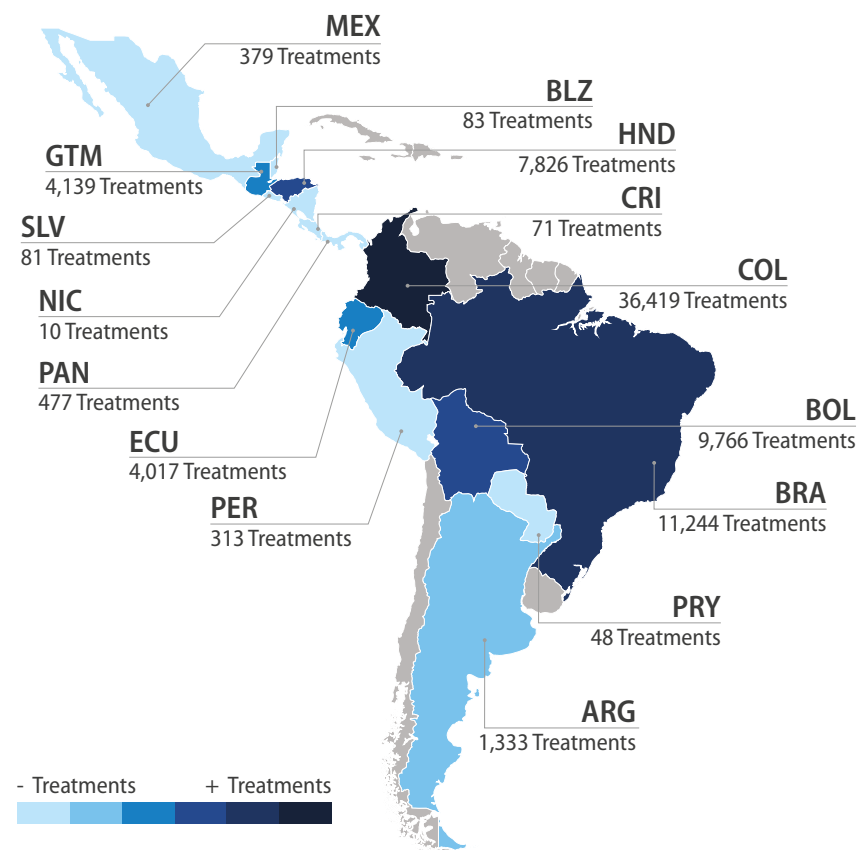 MEX
379 Treatments
BLZ
83 Treatments
HND
7,826 Treatments
GTM
4,139 Treatments
CRI
71 Treatments
SLV
81 Treatments
COL
36,419 Treatments
NIC
10 Treatments
PAN
477 Treatments
BOL
9,766 Treatments
ECU
4,017 Treatments
BRA
11,244 Treatments
PER
313 Treatments
PRY
48 Treatments
ARG
1,333 Treatments
- Treatments + Treatments